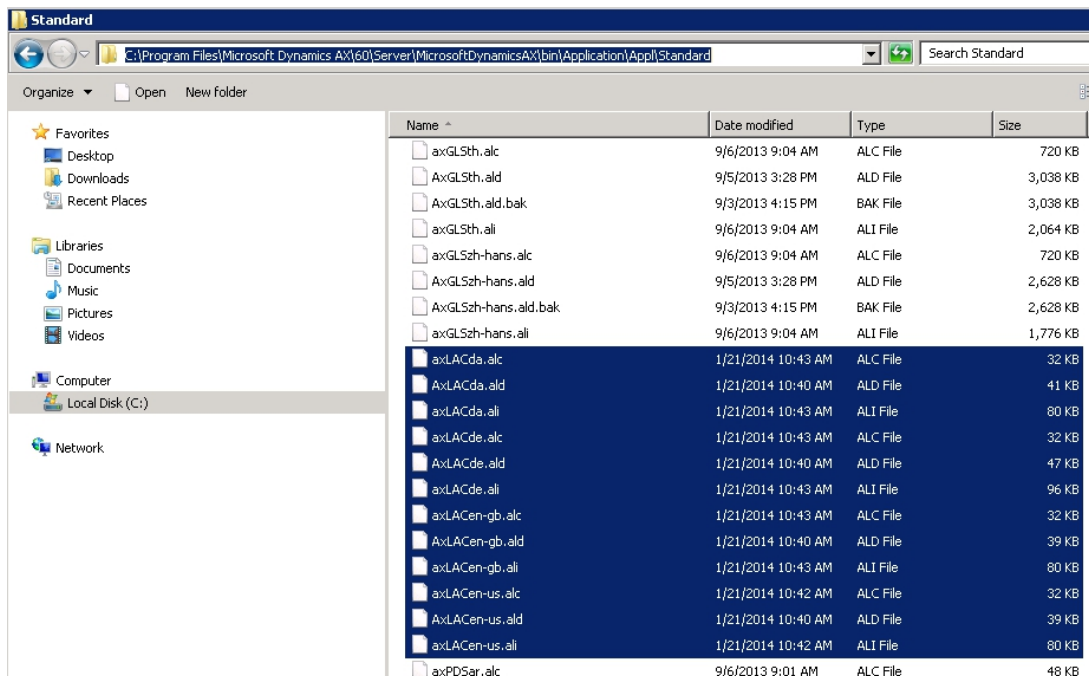 Standard
C:\Program Files\Microsoft Dynamics AX\60\Server\MicrosoftDynamicsAX\bin\Application\Appl\Standard
Search Standard
Organize
Open
New folder
Favorites
Desktop
Downloads
Recent Places
Libraries
Documents
Music
Pictures
Videos
Computer
Local Disk (C:)
Network
Name Date modified Type Size
axGLSth.alc 9/6/2013 9:04 AM ALC File 720 KB
AxGLSth.ald 9/5/2013 3:28 PM ALD File 3,038 KB
AxGLSth.ald.bak 9/3/2013 4:15 PM BAK File 3,038 KB
axGLSth.ali 9/6/2013 9:04 AM ALI File 2,064 KB
axGLSzh-hans.alc 9/6/2013 9:04 AM ALC File 720 KB
AxGLSzh-hans.ald 9/5/2013 3:28 PM ALD File 2,628 KB
AxGLSzh-hans.ald.bak 9/3/2013 4:15 PM BAK File 2,628 KB
axGLSzh-hans.ali 9/6/2013 9:04 AM ALI File 1,776 KB
axLACda.alc 1/21/2014 10:43 AM ALC File 32 KB
AxLACda.ald 1/21/2014 10:40 AM ALD File 41 KB
axLACda.ali 1/21/2014 10:43 AM ALI File 80 KB
axLACde.alc 1/21/2014 10:43 AM ALC File 32 KB
AxLACde.ald 1/21/2014 10:40 AM ALD File 47 KB
axLACde.ali 1/21/2014 10:43 AM ALI File 96 KB
axLACen-gb.alc 1/21/2014 10:43 AM ALC File 32 KB
AxLACen-gb.ald 1/21/2014 10:40 AM ALD File 39 KB
axLACen-gb.ali 1/21/2014 10:43 AM ALI File 80 KB
axLACen-us.alc 1/21/2014 10:42 AM ALC File 32 KB
AxLACen-us.ald 1/21/2014 10:40 AM ALD File 39 KB
axLACen-us.ali 1/21/2014 10:42 AM ALI File 80 KB
axPDSar.alc 9/6/2013 9:01 AM ALC File 48 KB